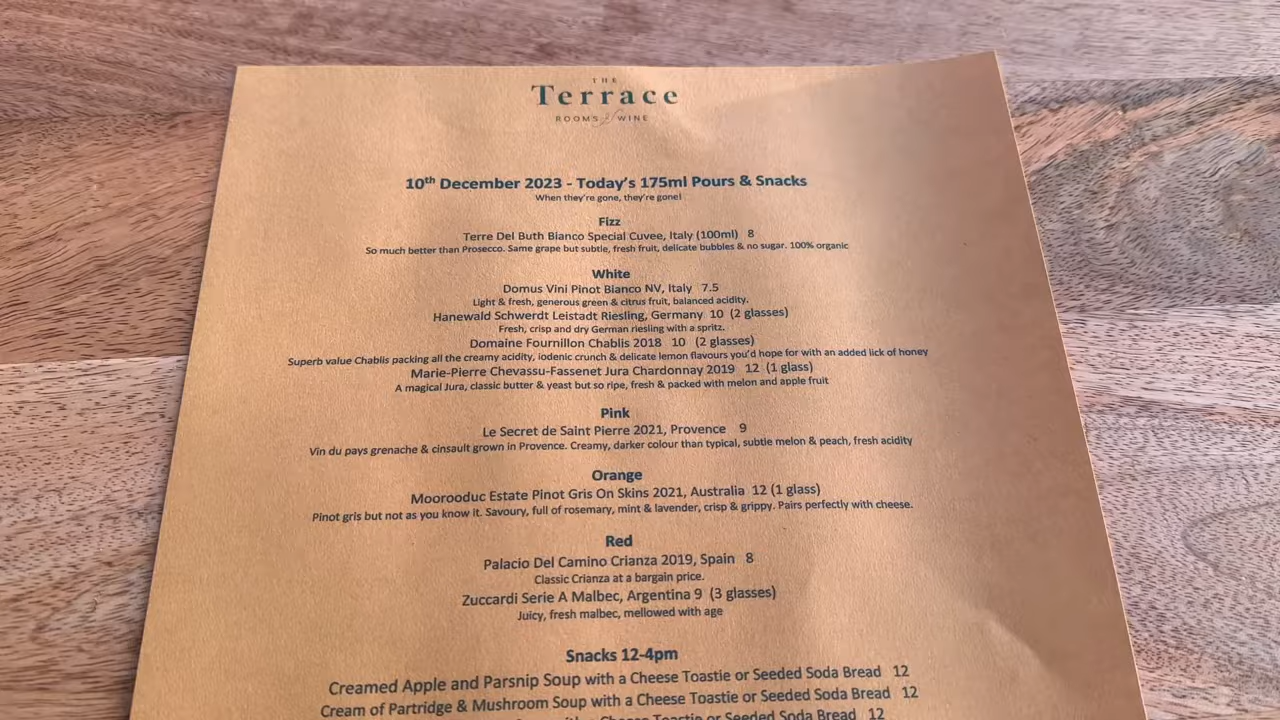 THE
Terrace
ROOMS & WINE
10th December 2023 - Today's 175ml Pours & Snacks
When they're gone, they're gone!
Fizz
Terre Del Buth Bianco Special Cuvee, Italy (100ml) 8
So much better than Prosecco. Same grape but subtle, fresh fruit, delicate bubbles & no sugar. 100% organic
White
Domus Vini Pinot Bianco NV, Italy 7.5
Light & fresh, generous green & citrus fruit, balanced acidity.
Hanewald Schwerdt Leistadt Riesling, Germany 10 (2 glasses)
Fresh, crisp and dry German riesling with a spritz.
Domaine Fournillon Chablis 2018 10 (2 glasses)
Superb value Chablis packing all the creamy acidity, iodenic crunch & delicate lemon flavours you'd hope for with an added lick of honey
Marie-Pierre Chevassu-Fassenet Jura Chardonnay 2019 12 (1 glass)
A magical Jura, classic butter & yeast but so ripe, fresh & packed with melon and apple fruit
Pink
Le Secret de Saint Pierre 2021, Provence 9
Vin du pays grenache & cinsault grown in Provence. Creamy, darker colour than typical, subtle melon & peach, fresh acidity
Orange
Moorooduc Estate Pinot Gris On Skins 2021, Australia 12 (1 glass)
Pinot gris but not as you know it. Savoury, full of rosemary, mint & lavender, crisp & grippy. Pairs perfectly with cheese.
Red
Palacio Del Camino Crianza 2019, Spain 8
Classic Crianza at a bargain price.
Zuccardi Serie A Malbec, Argentina 9 (3 glasses)
Juicy, fresh malbec, mellowed with age
Snacks 12-4pm
Creamed Apple and Parsnip Soup with a Cheese Toastie or Seeded Soda Bread 12
Cream of Partridge & Mushroom Soup with a Cheese Toastie or Seeded Soda Bread 12
Cheese Toastie or Seeded Soda Bread 12